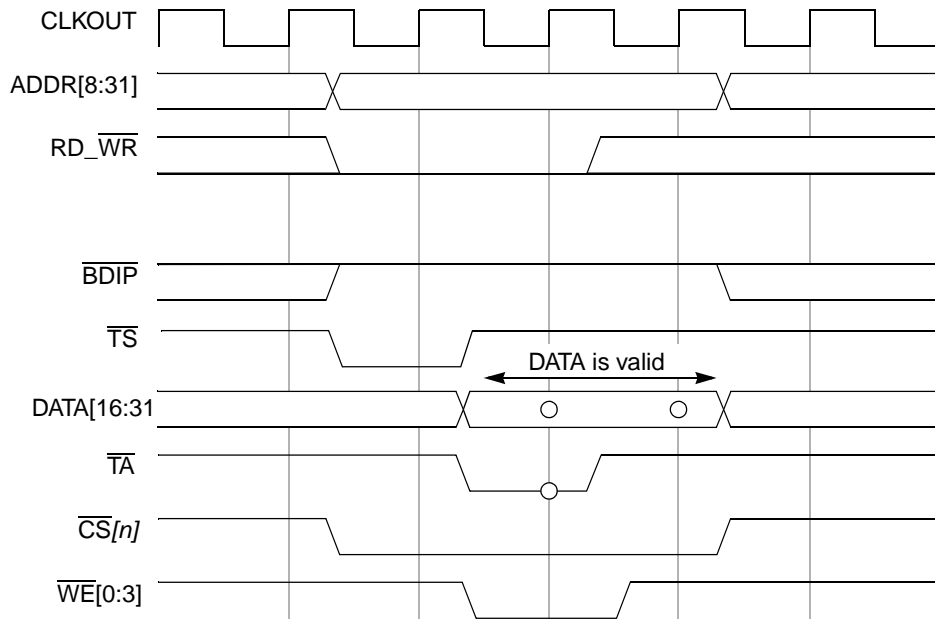 CLKOUT
ADDR[8:31]
RD_WR
BDIP
TS
DATA is valid
DATA[16:31
TA
CS[n]
WE[0:3]